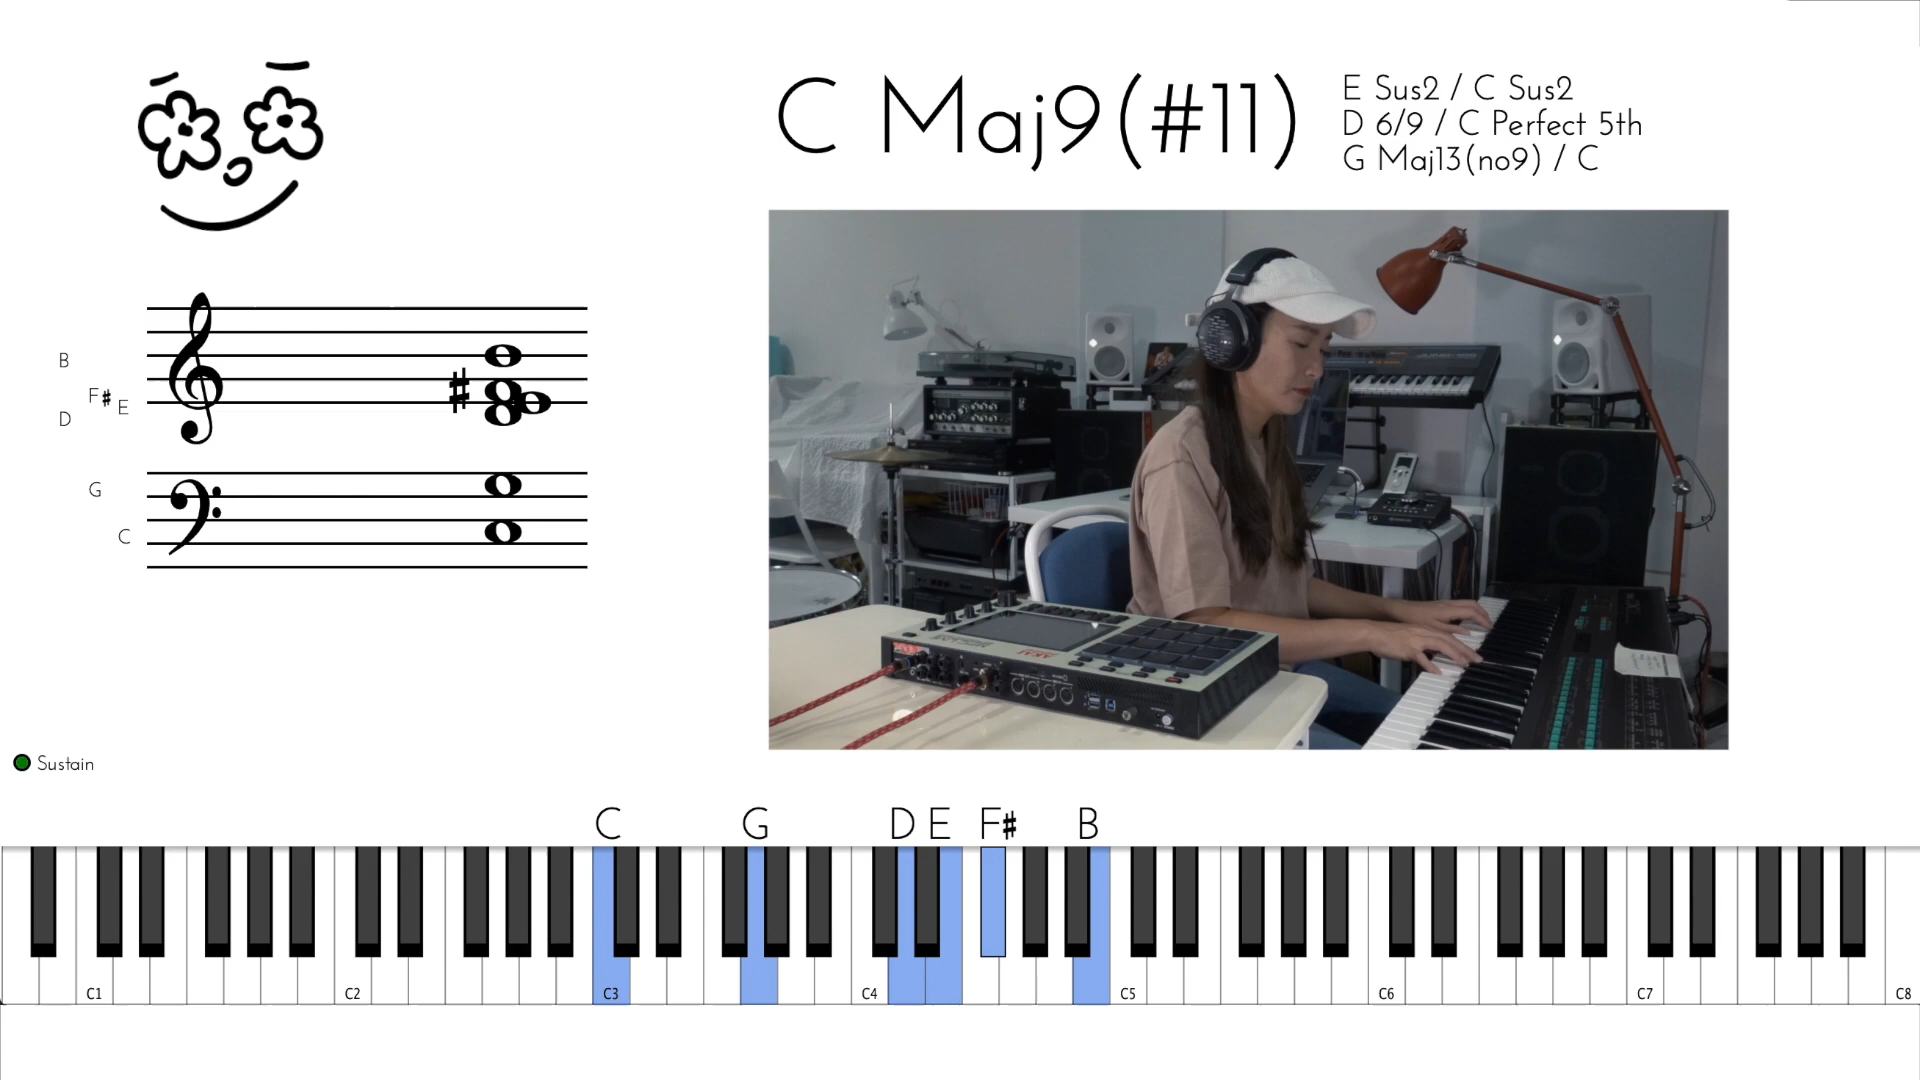 C Maj9(#11)
E Sus2 / C Sus2
D 6/9 / C Perfect 5th
G Maj13(no9) / C
B
F#
E
D
G
C
AKAI
Sustain
C G D E F# B
C1 C2 C3 C4 C5 C6 C7 C8